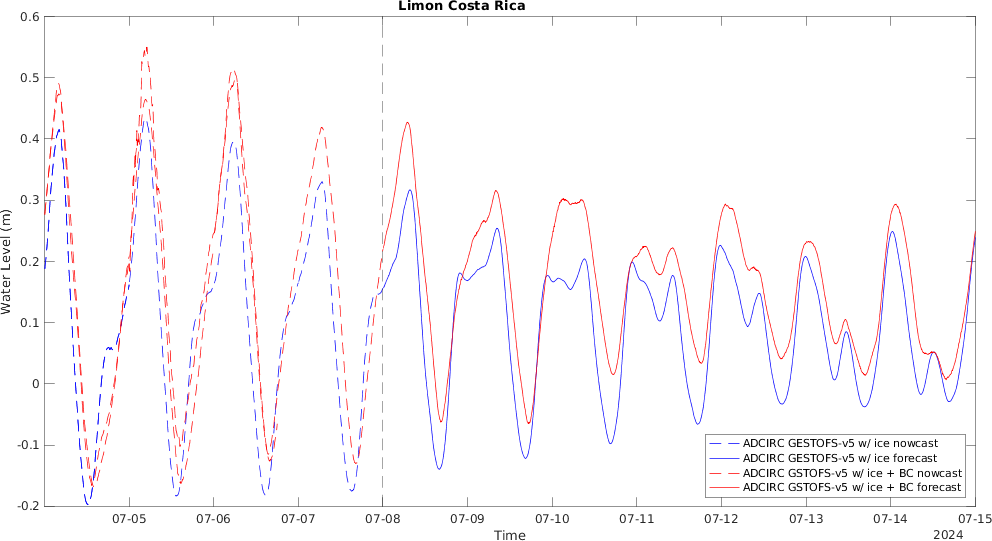 Limon Costa Rica
Water Level (m)
0.6
0.5
0.4
0.3
0.2
0.1
0
-0.1
-0.2
ADCIRC GESTOFS-v5 w/ ice nowcast
ADCIRC GESTOFS-v5 w/ ice forecast
ADCIRC GSTOFS-v5 w/ ice + BC nowcast
ADCIRC GSTOFS-v5 w/ ice + BC forecast
07-05 07-06 07-07 07-08 07-09 07-10 07-11 07-12 07-13 07-14 07-15
Time
2024